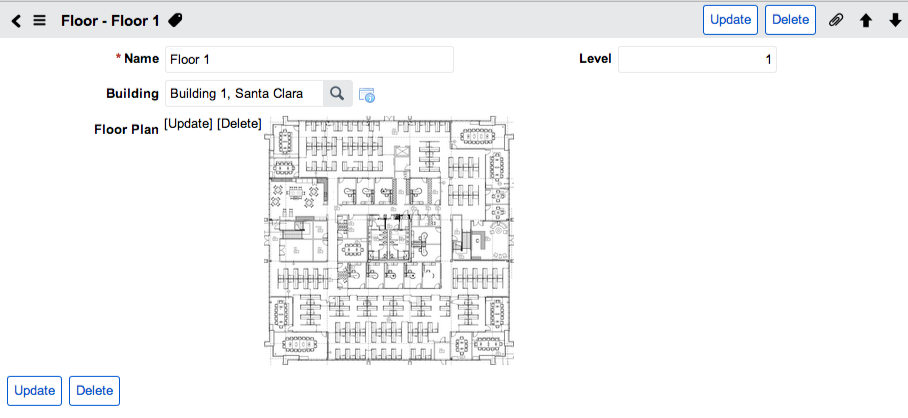 Floor - Floor 1 Update Delete
* Name Floor 1 Level 1
Building Building 1, Santa Clara
Floor Plan [Update] [Delete]
Update Delete